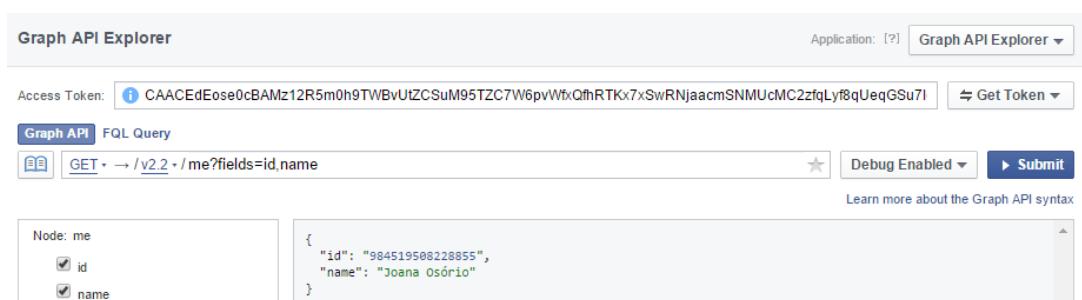 Graph API Explorer Application: [?] Graph API Explorer
Access Token: CAACEdEose0cBAMz12R5m0h9TWBvUtZCSuM95TZC7W6pvWfxQfhRTKx7xSwRNjaacmSNMUcMC2zfqLyf8qUeqGSu7I Get Token
Graph API FQL Query
GET → / v2.2 / me?fields=id,name Debug Enabled Submit
Learn more about the Graph API syntax
Node: me
id
name
{
"id": "984519508228855",
"name": "Joana Osório"
}